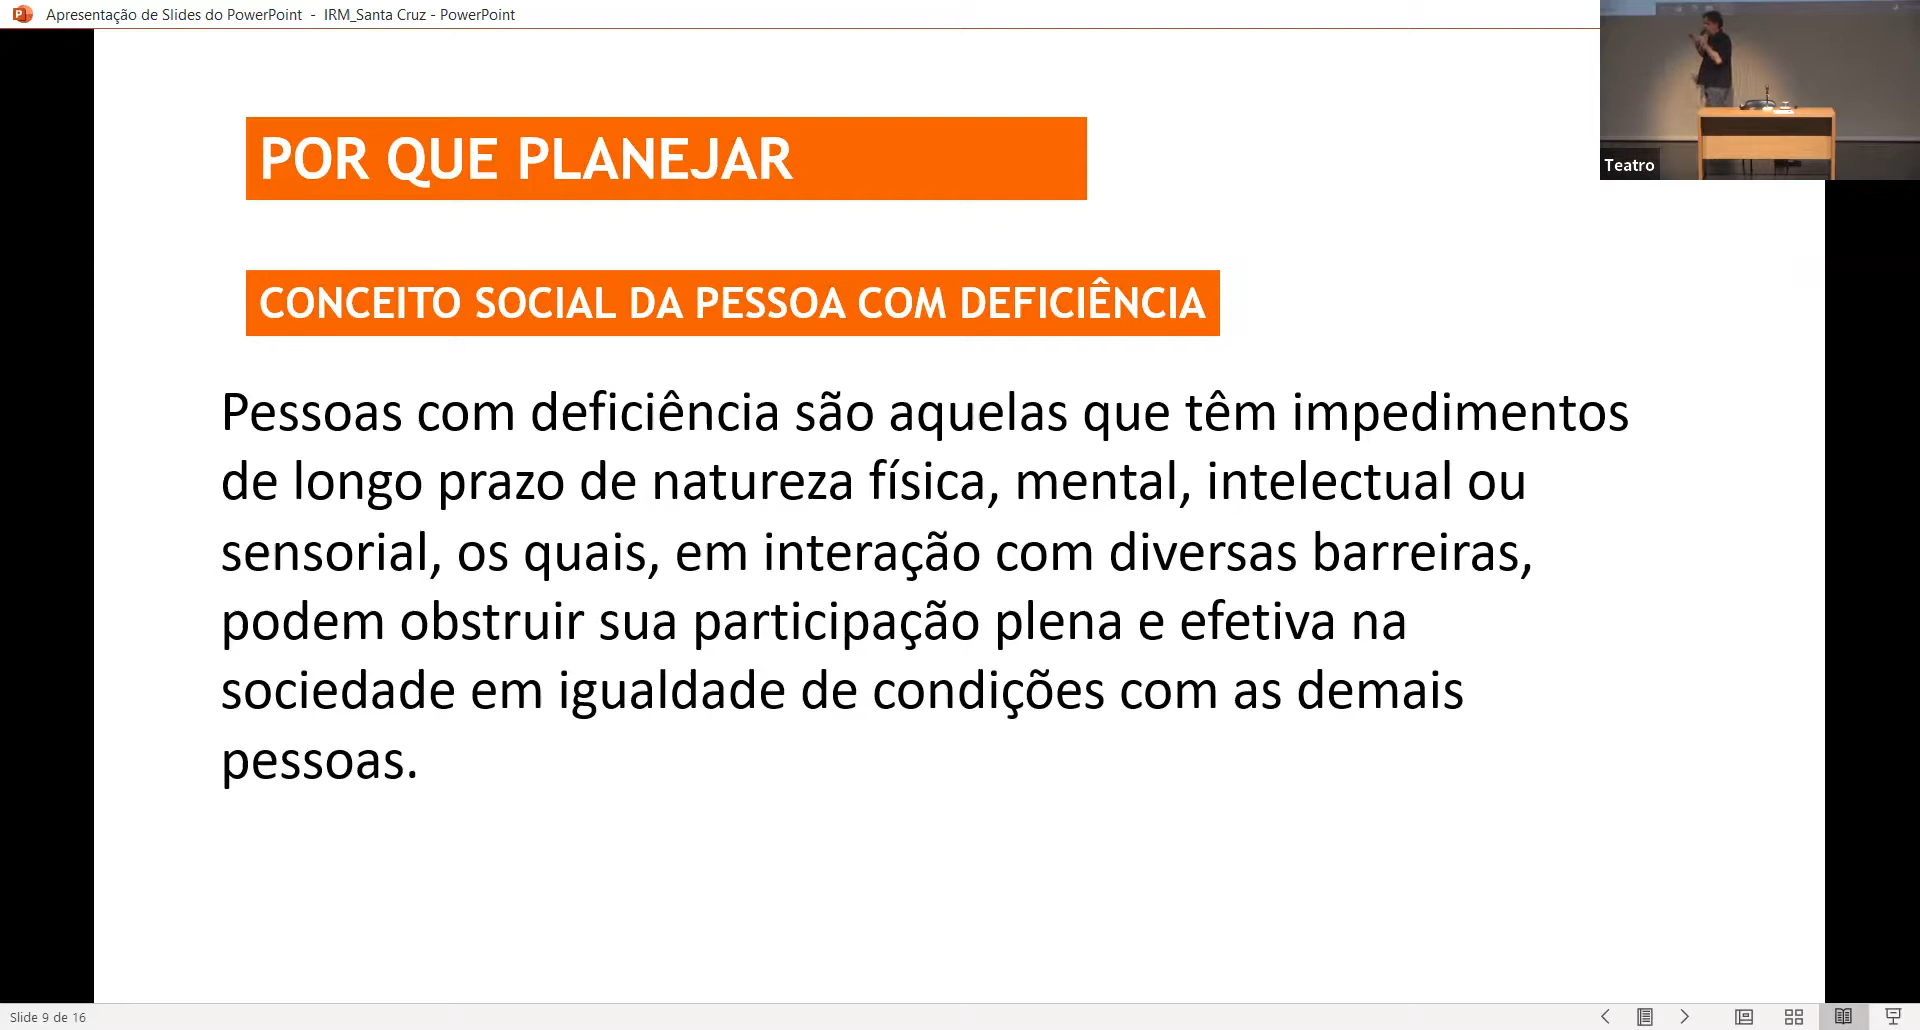 Apresentação de Slides do PowerPoint - IRM_Santa Cruz - PowerPoint
Teatro
POR QUE PLANEJAR
CONCEITO SOCIAL DA PESSOA COM DEFICIÊNCIA
Pessoas com deficiência são aquelas que têm impedimentos
de longo prazo de natureza física, mental, intelectual ou
sensorial, os quais, em interação com diversas barreiras,
podem obstruir sua participação plena e efetiva na
sociedade em igualdade de condições com as demais
pessoas.
Slide 9 de 16